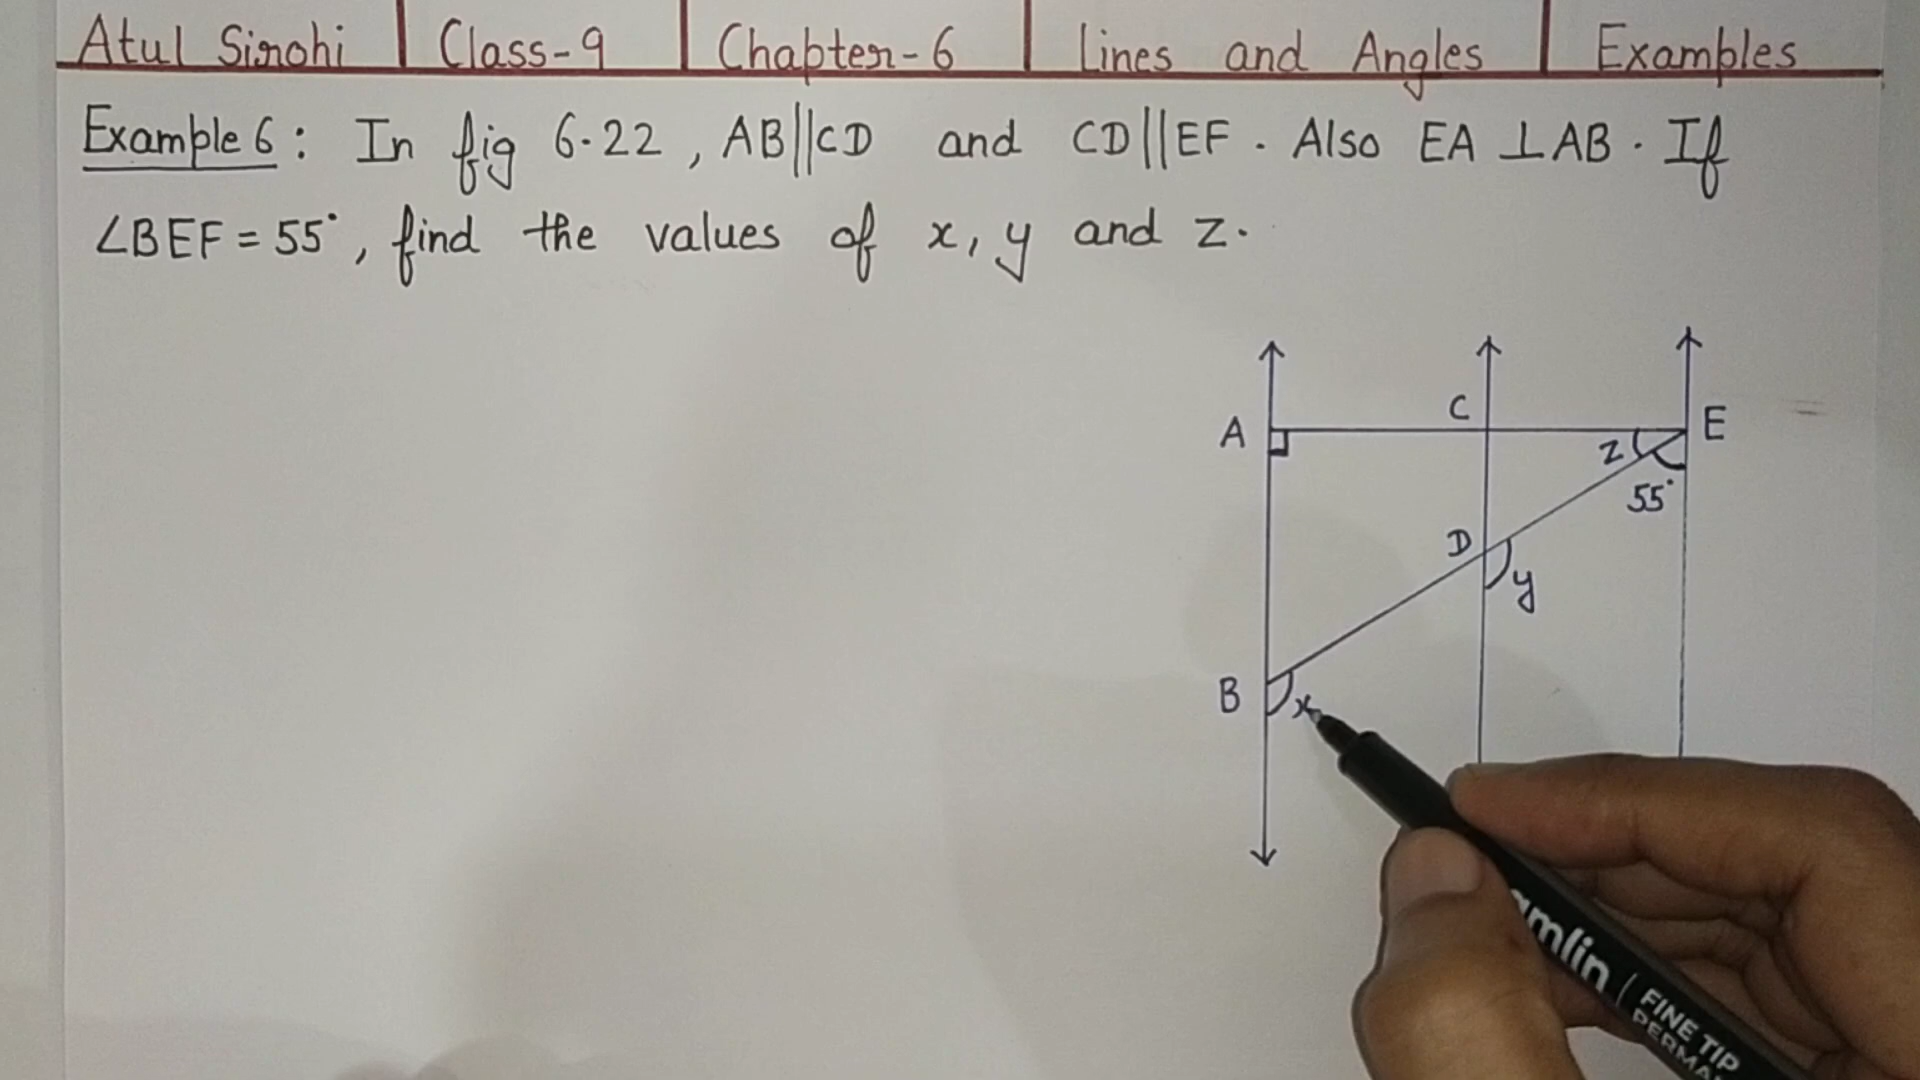 Atul Sirohi Class-9 Chapter-6 Lines and Angles Examples
Example 6: In fig 6.22, AB||CD and CD||EF. Also EA ⊥ AB. If
∠BEF = 55°, find the values of x, y and z.
A C E
z
55°
D
y
B x
amlin FINE TIP